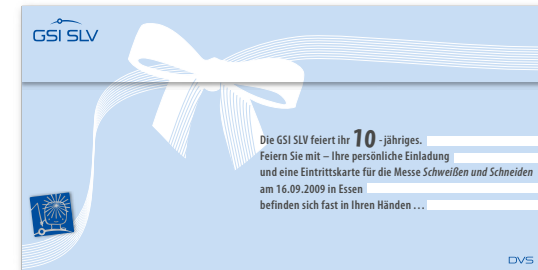 GSI SLV
Die GSI SLV feiert ihr 10 - jähriges.
Feiern Sie mit – Ihre persönliche Einladung
und eine Eintrittskarte für die Messe Schweißen und Schneiden
am 16.09.2009 in Essen
befinden sich fast in Ihren Händen ...
DVS